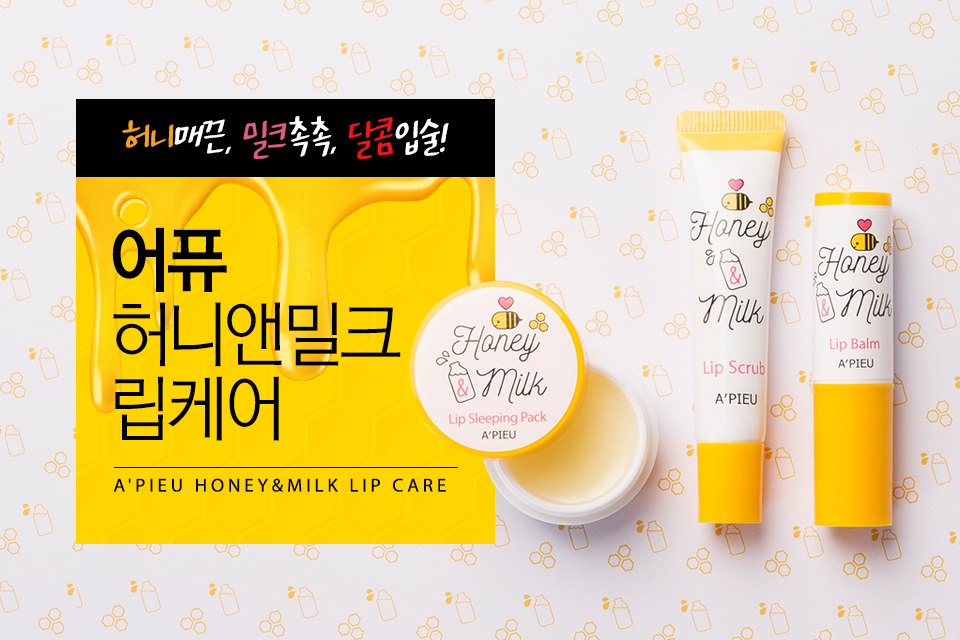 허니매끈, 밀크촉촉, 달콤입술!
어퓨
허니앤밀크
립케어
A'PIEU HONEY&MILK LIP CARE
Honey
& Milk
Lip Sleeping Pack
A'PIEU
Honey
&
Milk
Lip Scrub
A'PIEU
Honey
& Milk
Lip Balm
A'PIEU